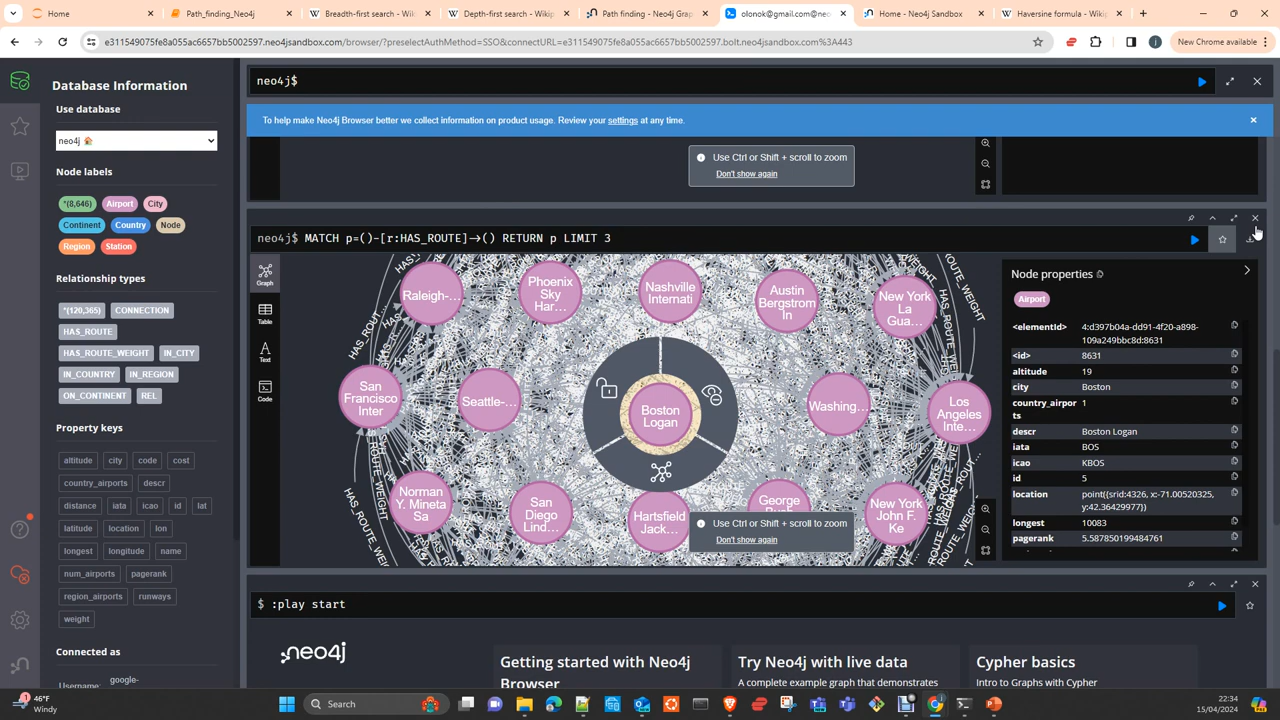 Home
Path_finding_Neo4j
Breadth-first search - Wiki
Depth-first search - Wikip
Path finding - Neo4j Gra
olonok@gmail.com@neo
Home - Neo4j Sandbox
Haversine formula - Wikip
e311549075f8a055ac6657bb5002597.neo4jsandbox.com/browser/?preselectAuthMethod=SSO&connectURL=e311549075f8a055ac6657bb5002597.bolt.neo4jsandbox.com%3A443
New Chrome available
Database Information
Use database
neo4j
Node labels
*(8,646)
Airport
City
Continent
Country
Node
Region
Station
Relationship types
*(120,365)
CONNECTION
HAS_ROUTE
HAS_ROUTE_WEIGHT
IN_CITY
IN_COUNTRY
IN_REGION
ON_CONTINENT
REL
Property keys
altitude
city
code
cost
country_airports
descr
distance
iata
icao
id
lat
latitude
location
lon
longest
longitude
name
num_airports
pagerank
region_airports
runways
weight
Connected as
Username:
google-
neo4j$
To help make Neo4j Browser better we collect information on product usage. Review your settings at any time.
Use Ctrl or Shift + scroll to zoom
Don't show again
neo4j$ MATCH p=()-[r:HAS_ROUTE]→() RETURN p LIMIT 3
Graph
Table
Text
Code
Raleigh-...
Phoenix
Sky
Har...
Nashville
Internati
Austin
Bergstrom
In
New York
La
Gua...
San
Francisco
Inter
Seattle-...
Boston
Logan
Washing...
Los
Angeles
Inte...
Norman
Y. Mineta
Sa
San
Diego
Lind...
Hartsfield
Jack...
George
New York
John F.
Ke
Use Ctrl or Shift + scroll to zoom
Don't show again
Node properties
Airport
<elementId> 4:d397b04a-dd91-4f20-a898-
109a249bbc8d:8631
<id> 8631
altitude 19
city Boston
country_airpor 1
ts
descr Boston Logan
iata BOS
icao KBOS
id 5
location point({srid:4326, x:-71.00520325,
y:42.36429977})
longest 10083
pagerank 5.587850199484761
$ :play start
neo4j
Getting started with Neo4j
Browser
Try Neo4j with live data
A complete example graph that demonstrates
Cypher basics
Intro to Graphs with Cypher
46°F
Windy
Search
22:34
15/04/2024